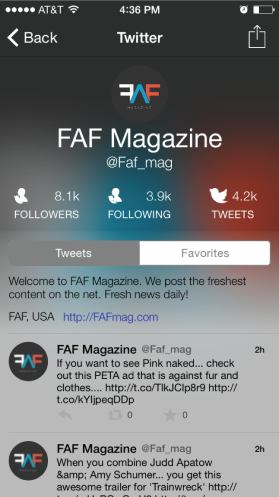 AT&T 4:36 PM
Back Twitter
FAF
FAF Magazine
@Faf_mag
8.1k 3.9k 4.2k
FOLLOWERS FOLLOWING TWEETS
Tweets Favorites
Welcome to FAF Magazine. We post the freshest
content on the net. Fresh news daily!
FAF, USA http://FAFmag.com
FAF
FAF Magazine @Faf_mag 2h
If you want to see Pink naked... check
out this PETA ad that is against fur and
clothes.... http://t.co/TlkJClp8r9 http://
t.co/kYIjpeqDDp
0 0
FAF
FAF Magazine @Faf_mag 2h
When you combine Judd Apatow
&amp; Amy Schumer... you get this
awesome trailer for 'Trainwreck' http://